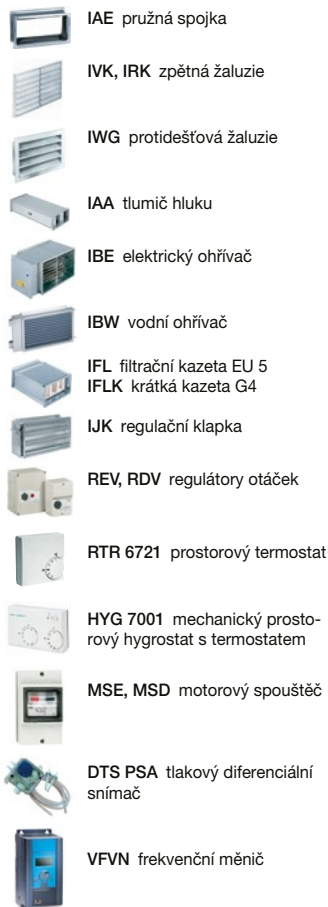 IAE pružná spojka
IVK, IRK zpětná žaluzie
IWG protidešťová žaluzie
IAA tlumič hluku
IBE elektrický ohřívač
IBW vodní ohřívač
IFL filtrační kazeta EU 5
IFLK krátká kazeta G4
IJK regulační klapka
REV, RDV regulátory otáček
RTR 6721 prostorový termostat
HYG 7001 mechanický prosto-
rový hygrostat s termostatem
MSE, MSD motorový spouštěč
DTS PSA tlakový diferenciální
snímač
VFVN frekvenční měnič